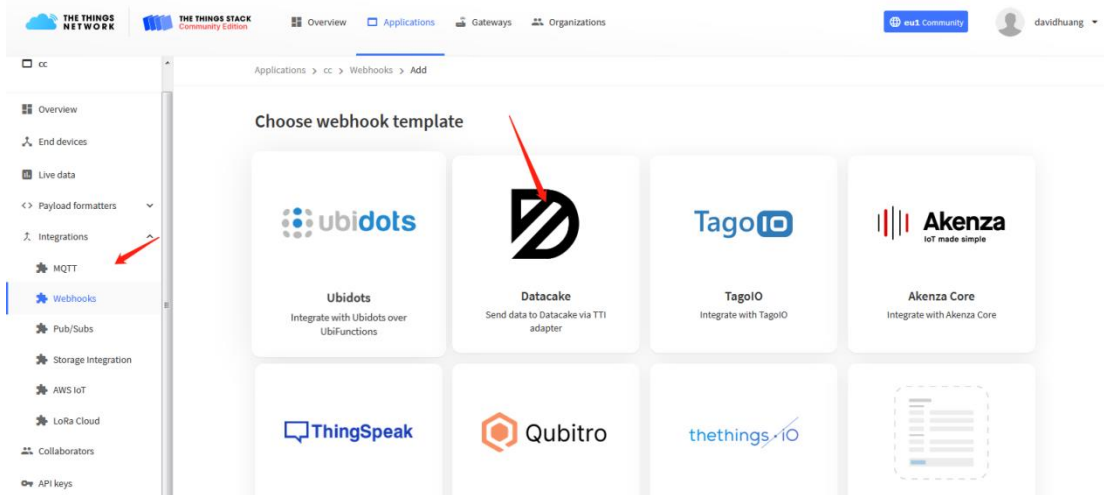 THE THINGS
NETWORK
THE THINGS STACK
Community Edition
Overview
Applications
Gateways
Organizations
eu1 Community
davidhuang
cc
Applications > cc > Webhooks > Add
Overview
End devices
Live data
Payload formatters
Integrations
MQTT
Webhooks
Pub/Subs
Storage Integration
AWS IoT
LoRa Cloud
Collaborators
API keys
Choose webhook template
ubidots
Ubidots
Integrate with Ubidots over
UbiFunctions
Datacake
Send data to Datacake via TTI
adapter
TagoIO
TagoIO
Integrate with TagoIO
Akenza
IoT made simple
Akenza Core
Integrate with Akenza Core
ThingSpeak
Qubitro
thethings.iO